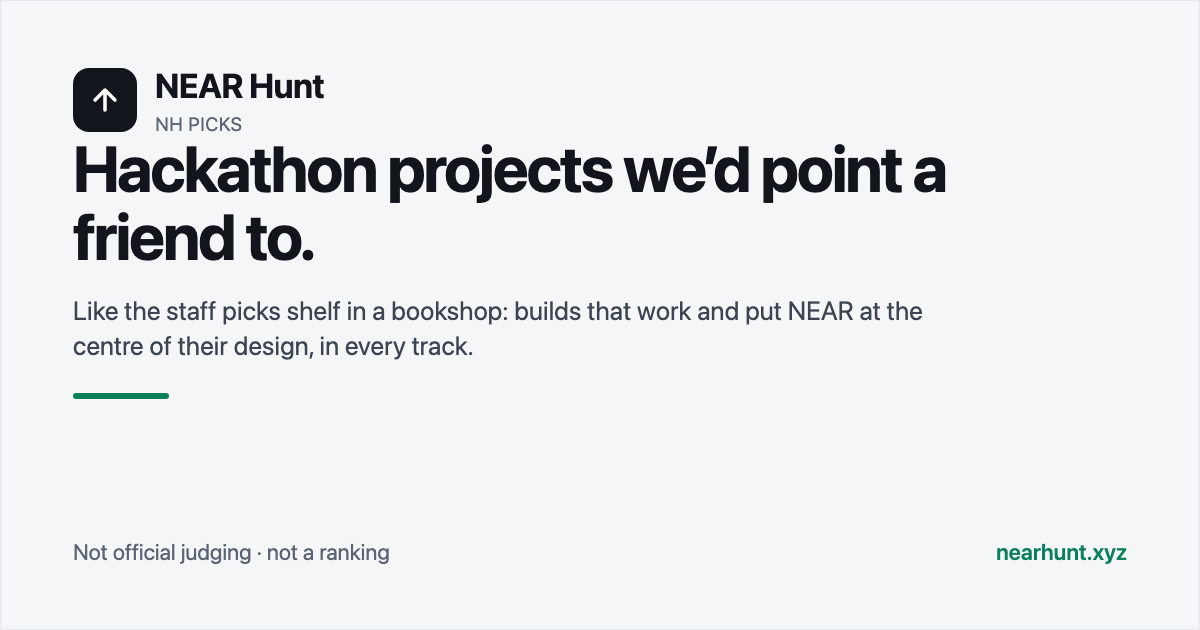 NEAR Hunt
NH PICKS
Hackathon projects we’d point a
friend to.
Like the staff picks shelf in a bookshop: builds that work and put NEAR at the
centre of their design, in every track.
Not official judging · not a ranking
nearhunt.xyz